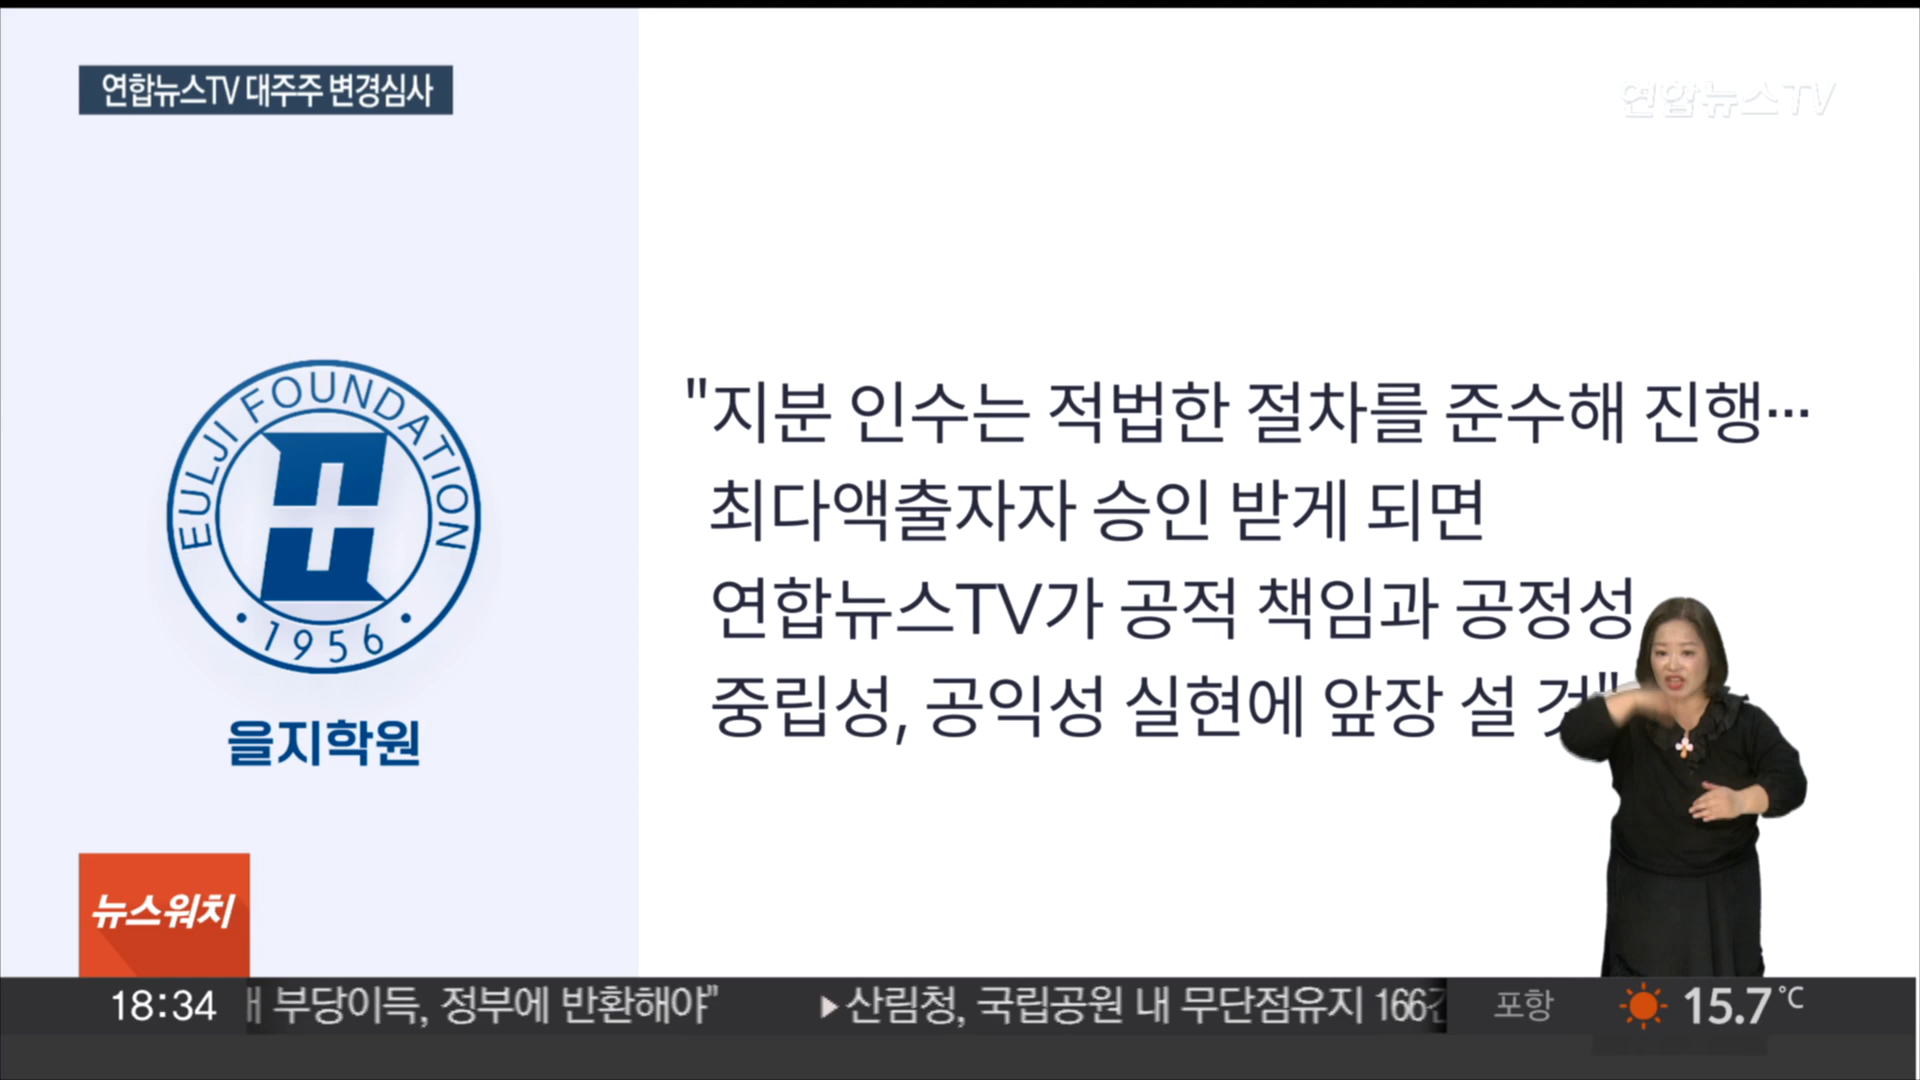 연합뉴스TV 대주주 변경심사
연합뉴스TV
EULJI FOUNDATION
1956
을지학원
"지분 인수는 적법한 절차를 준수해 진행…
최다액출자자 승인 받게 되면
연합뉴스TV가 공적 책임과 공정성
중립성, 공익성 실현에 앞장 설 것"
뉴스워치
18:34 부당이득, 정부에 반환해야" ▶산림청, 국립공원 내 무단점유지 166 포항 15.7℃